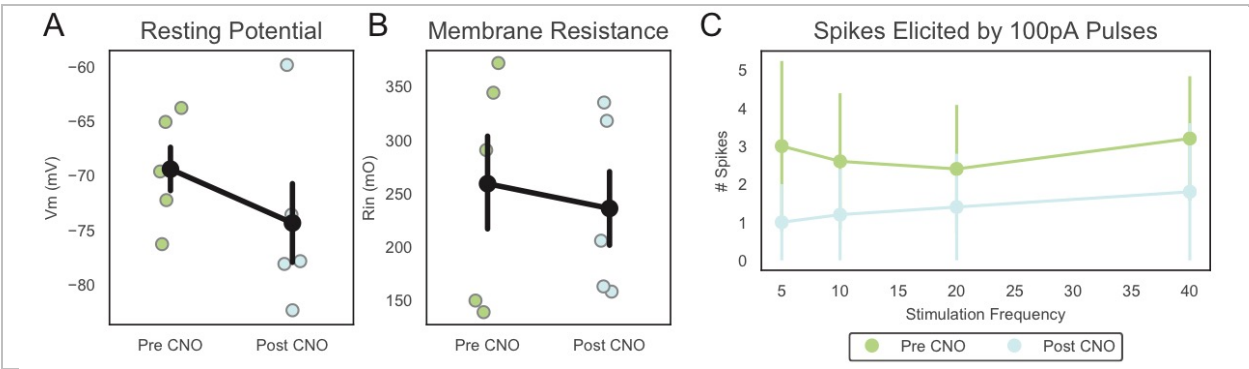 A Resting Potential
Vm (mV)
−60
−65
−70
−75
−80
Pre CNO Post CNO
B Membrane Resistance
Rin (mO)
350
300
250
200
150
Pre CNO Post CNO
C Spikes Elicited by 100pA Pulses
# Spikes
5
4
3
2
1
0
5 10 15 20 25 30 35 40
Stimulation Frequency
Pre CNO Post CNO